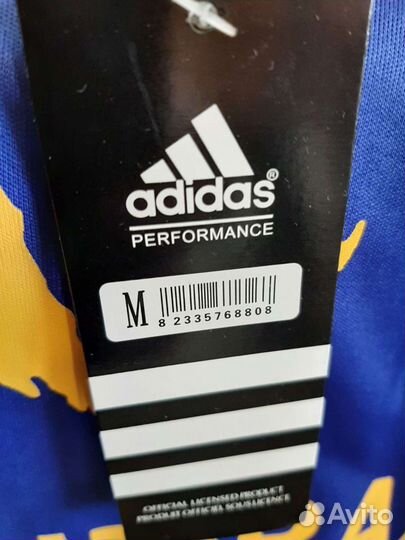 adidas®
PERFORMANCE
M
8 2335768808
OFFICIAL LICENSED PRODUCT
PRODUIT OFFICIEL SOUS LICENCE
Avito